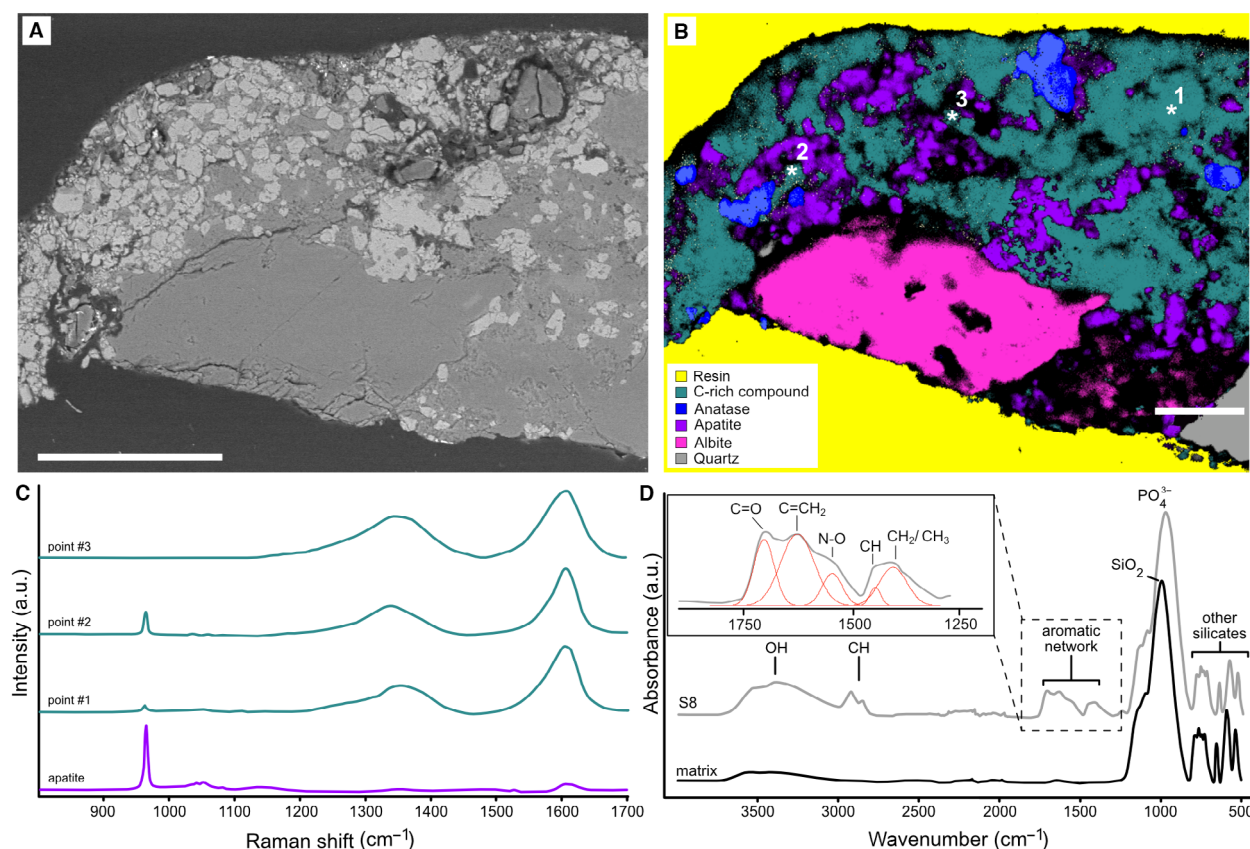 A
B
1
3
2
Resin
C-rich compound
Anatase
Apatite
Albite
Quartz
C
point #3
point #2
point #1
apatite
Intensity (a.u.)
900 1000 1100 1200 1300 1400 1500 1600 1700
Raman shift (cm⁻¹)
D
C=O
C=CH₂
N-O
CH
CH₂/ CH₃
1750 1500 1250
PO₄³⁻
SiO₂
OH
CH
aromatic
network
other
silicates
S8
matrix
Absorbance (a.u.)
3500 3000 2500 2000 1500 1000 500
Wavenumber (cm⁻¹)